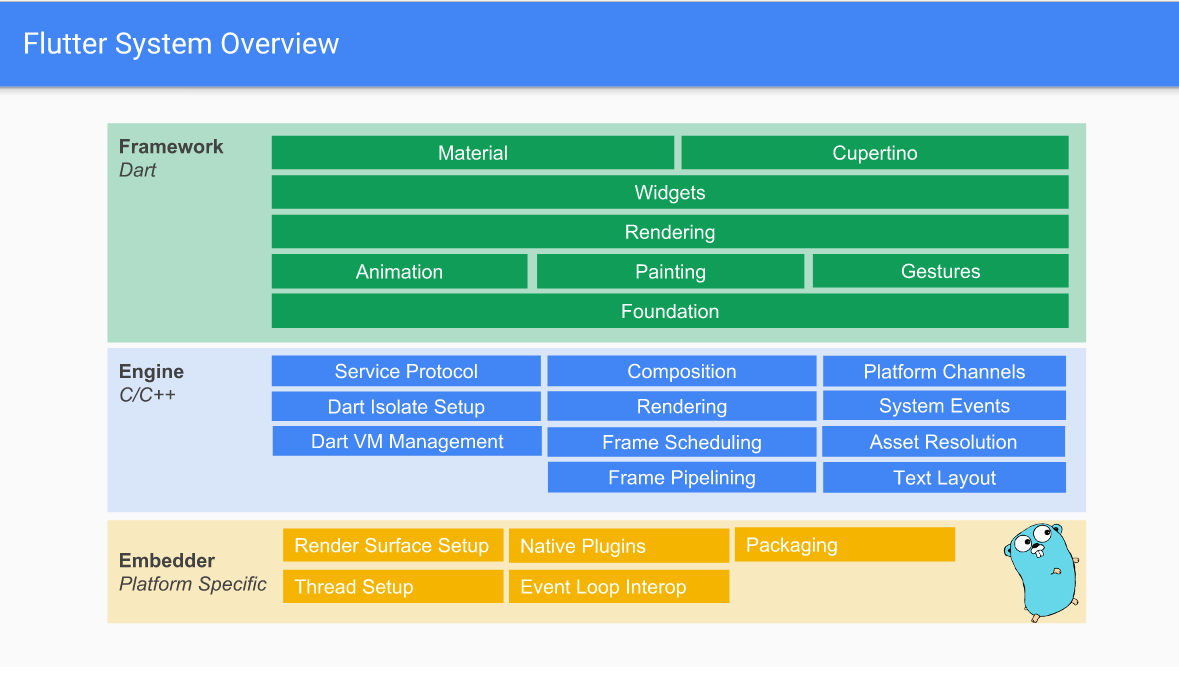 Flutter System Overview
Framework
Dart
Material
Cupertino
Widgets
Rendering
Animation
Painting
Gestures
Foundation
Engine
C/C++
Service Protocol
Composition
Platform Channels
Dart Isolate Setup
Rendering
System Events
Dart VM Management
Frame Scheduling
Asset Resolution
Frame Pipelining
Text Layout
Embedder
Platform Specific
Render Surface Setup
Native Plugins
Packaging
Thread Setup
Event Loop Interop